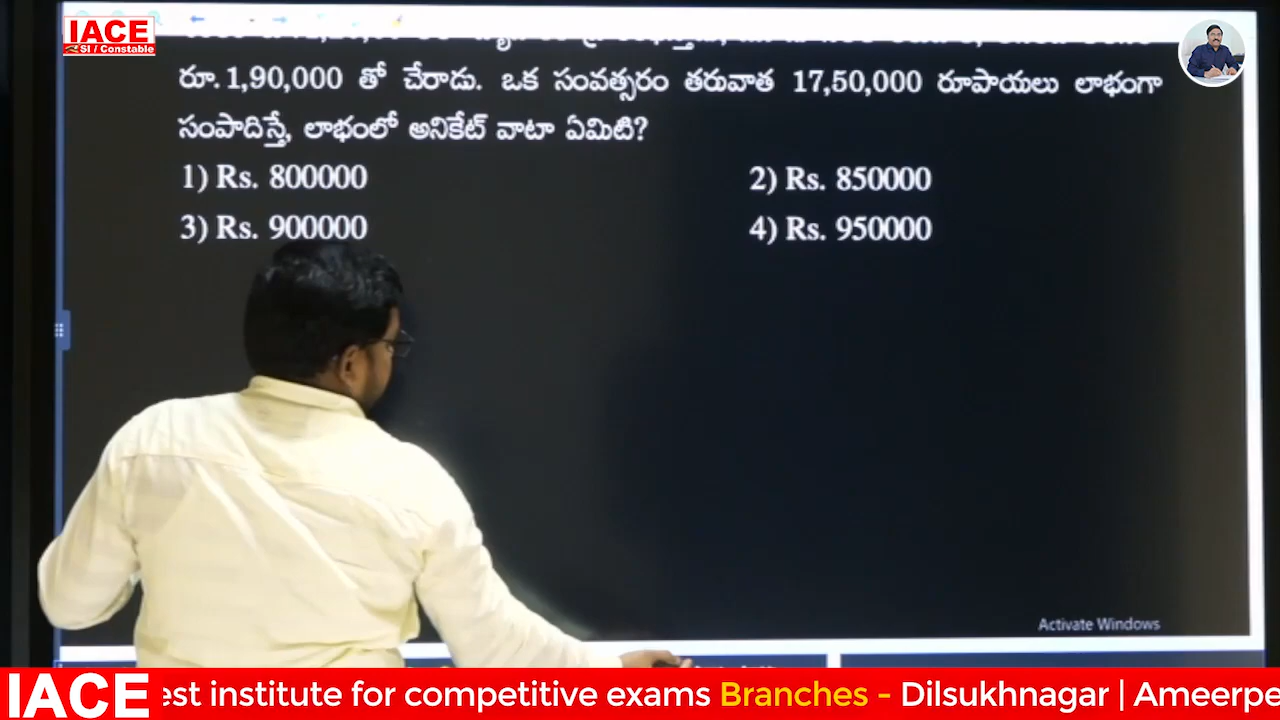 IACE
SI / Constable
రూ.1,90,000 తో చేరాడు. ఒక సంవత్సరం తరువాత 17,50,000 రూపాయలు లాభంగా
సంపాదిస్తే, లాభంలో అనికేట్ వాటా ఏమిటి?
1) Rs. 800000
2) Rs. 850000
3) Rs. 900000
4) Rs. 950000
Activate Windows
IACE est institute for competitive exams Branches - Dilsukhnagar | Ameerpe